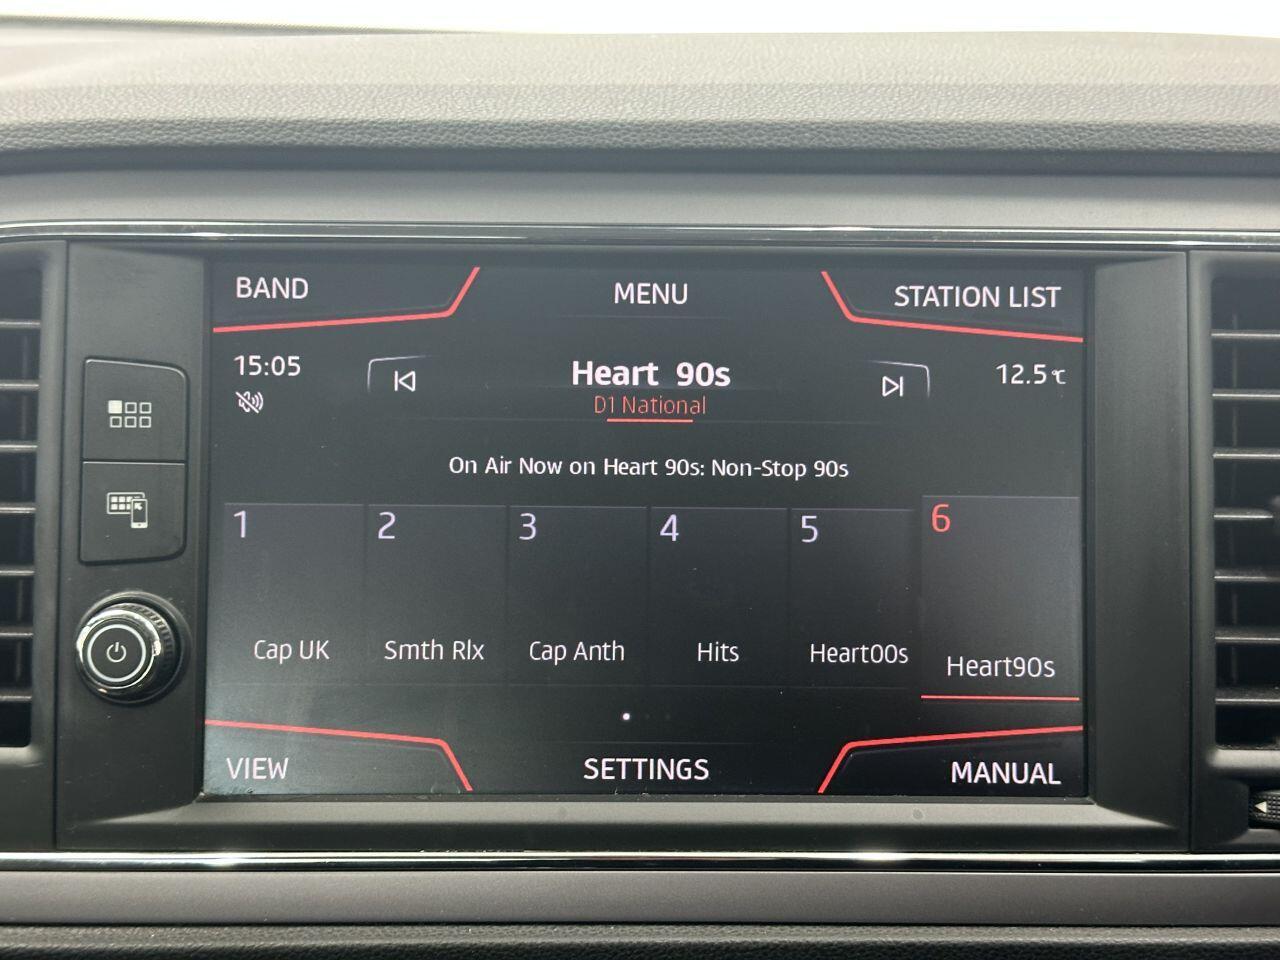 BAND MENU STATION LIST
15:05 Heart 90s 12.5℃
D1 National
On Air Now on Heart 90s: Non-Stop 90s
1 2 3 4 5 6
Cap UK Smth Rlx Cap Anth Hits Heart00s Heart90s
VIEW SETTINGS MANUAL